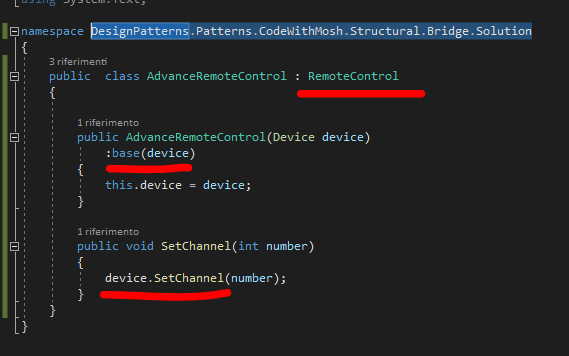 using System.Text;
namespace DesignPatterns.Patterns.CodeWithMosh.Structural.Bridge.Solution
{
3 riferimenti
public class AdvanceRemoteControl : RemoteControl
{
1 riferimento
public AdvanceRemoteControl(Device device)
:base(device)
{
this.device = device;
}
1 riferimento
public void SetChannel(int number)
{
device.SetChannel(number);
}
}
}